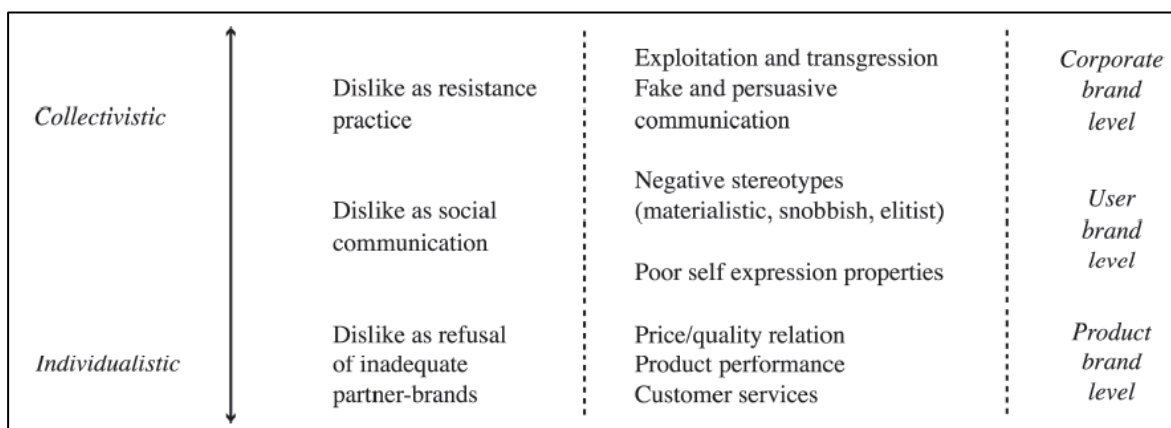 Collectivistic
Dislike as resistance
practice
Exploitation and transgression
Fake and persuasive
communication
Corporate
brand
level
Dislike as social
communication
Negative stereotypes
(materialistic, snobbish, elitist)
Poor self expression properties
User
brand
level
Individualistic
Dislike as refusal
of inadequate
partner-brands
Price/quality relation
Product performance
Customer services
Product
brand
level